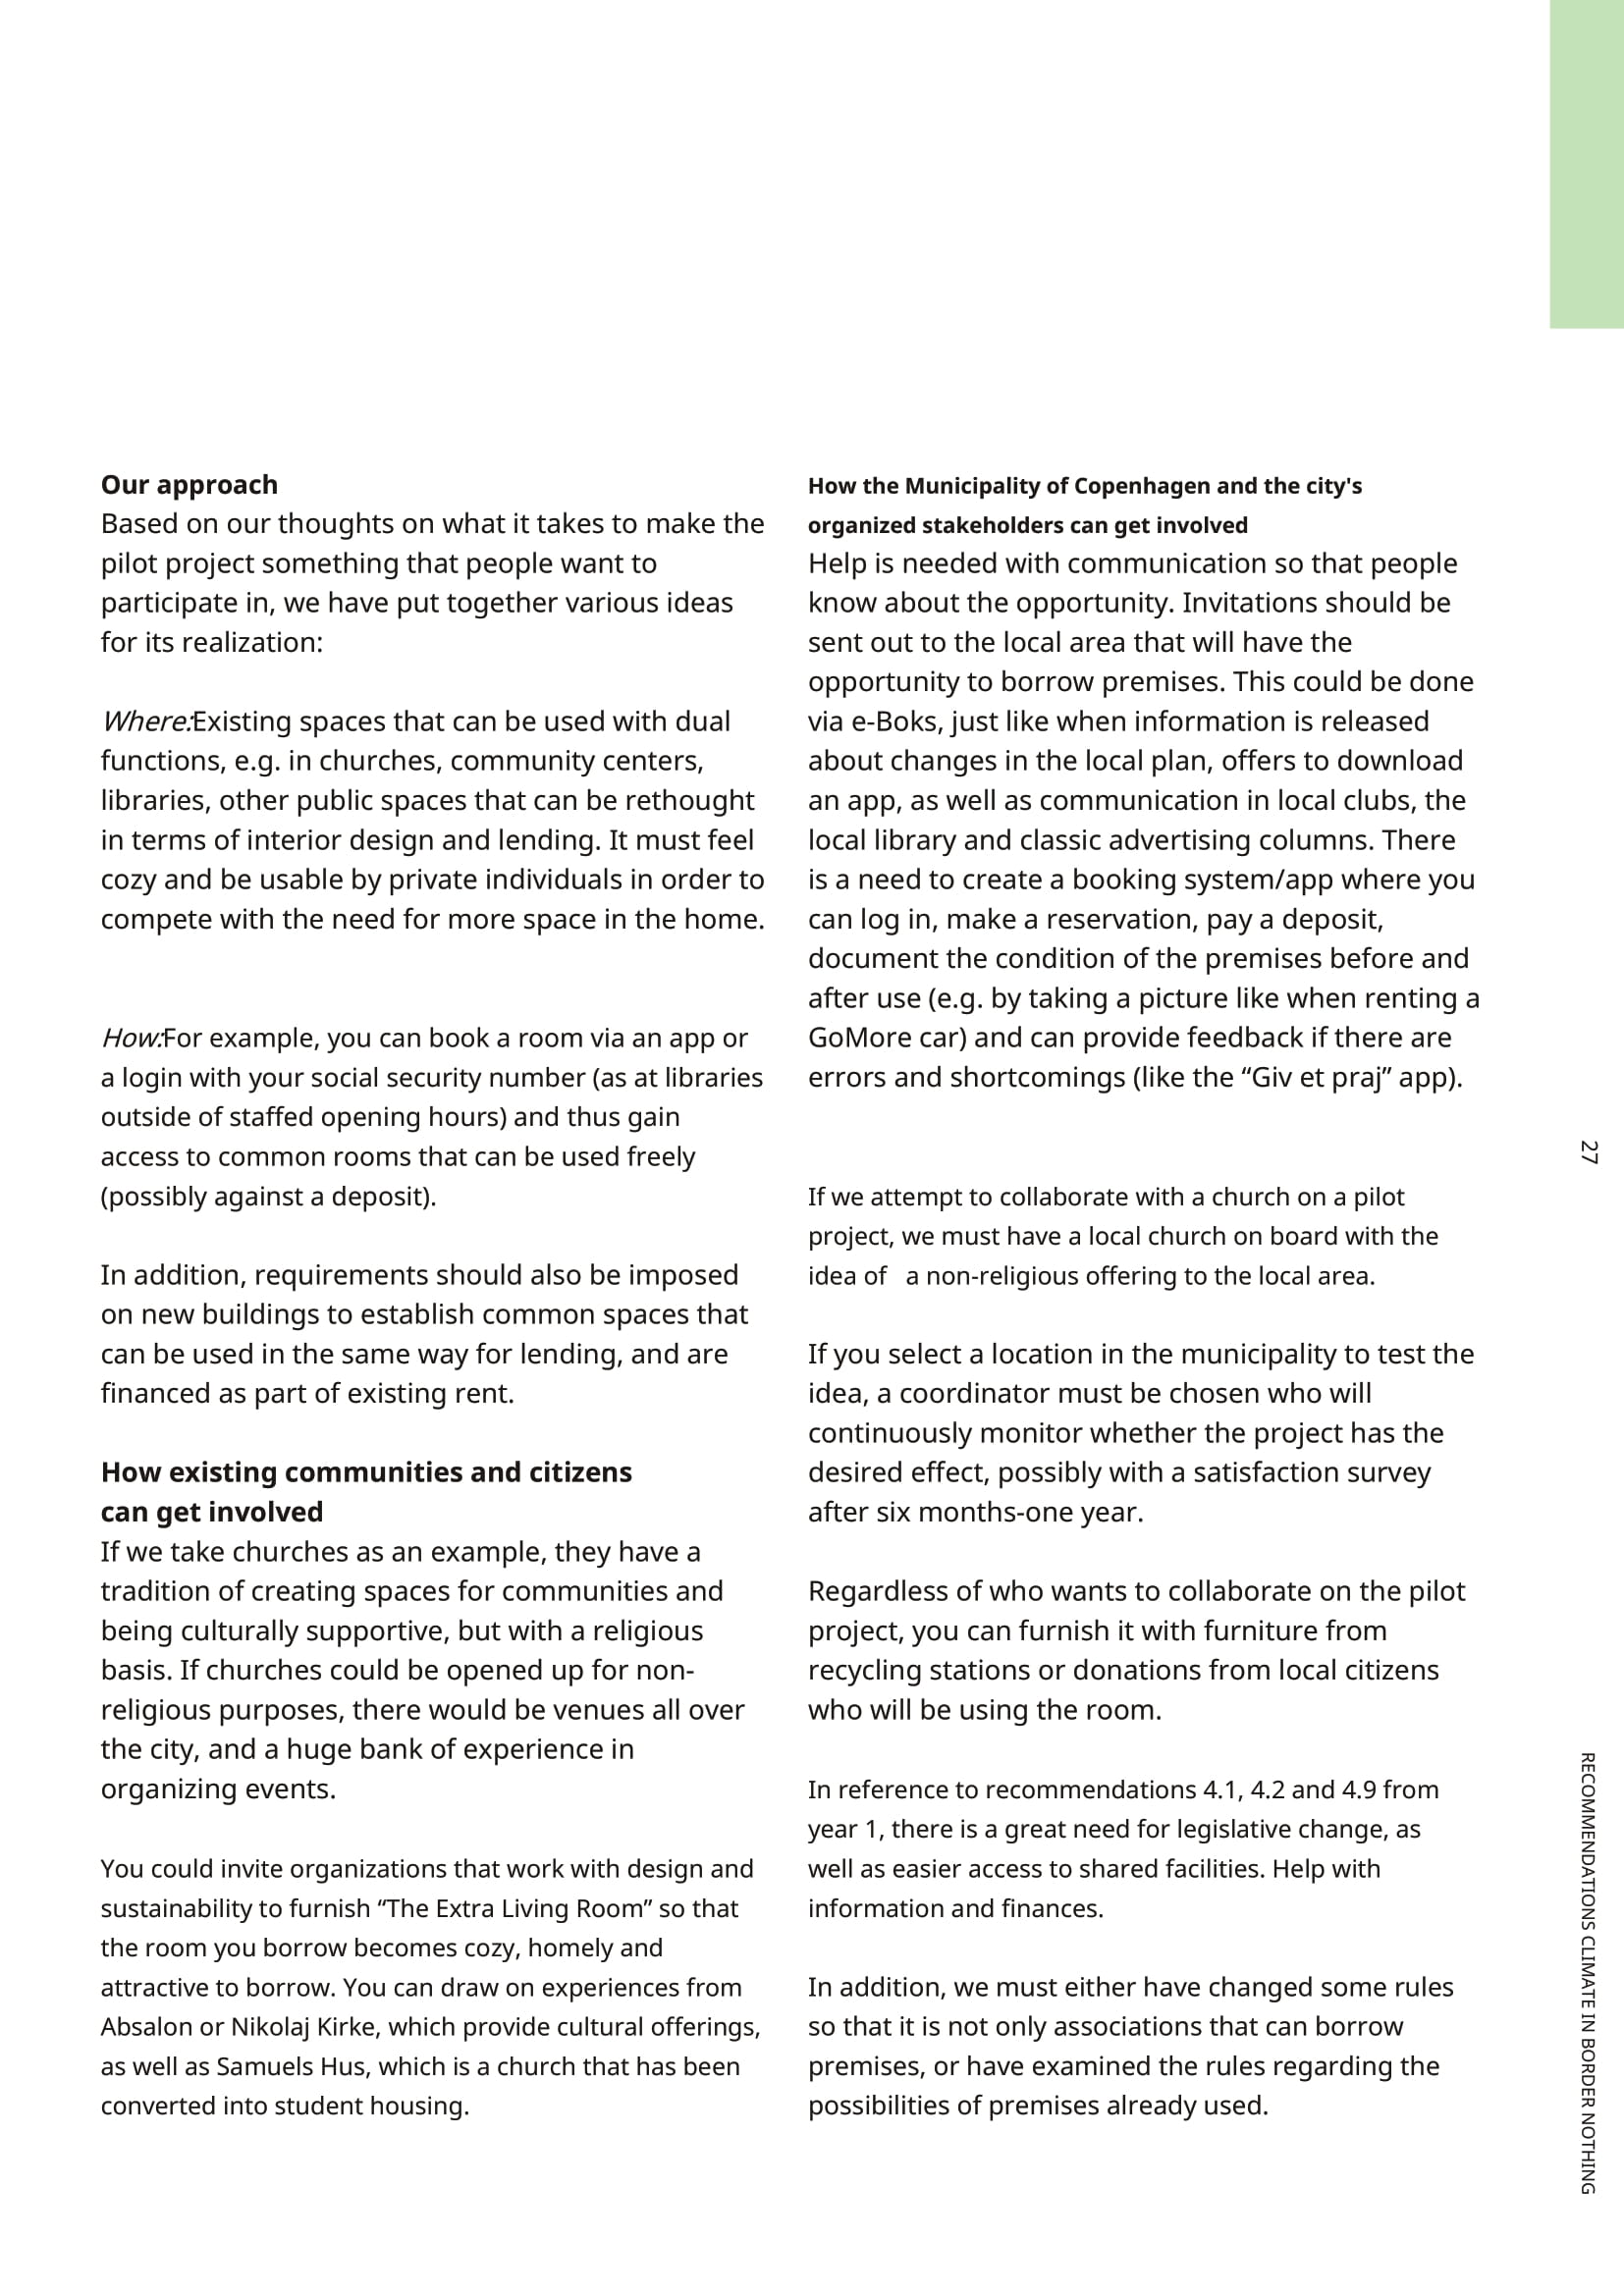 Our approach
Based on our thoughts on what it takes to make the
pilot project something that people want to
participate in, we have put together various ideas
for its realization:
Where:Existing spaces that can be used with dual
functions, e.g. in churches, community centers,
libraries, other public spaces that can be rethought
in terms of interior design and lending. It must feel
cozy and be usable by private individuals in order to
compete with the need for more space in the home.
How:For example, you can book a room via an app or
a login with your social security number (as at libraries
outside of staffed opening hours) and thus gain
access to common rooms that can be used freely
(possibly against a deposit).
In addition, requirements should also be imposed
on new buildings to establish common spaces that
can be used in the same way for lending, and are
financed as part of existing rent.
How existing communities and citizens
can get involved
If we take churches as an example, they have a
tradition of creating spaces for communities and
being culturally supportive, but with a religious
basis. If churches could be opened up for non-
religious purposes, there would be venues all over
the city, and a huge bank of experience in
organizing events.
You could invite organizations that work with design and
sustainability to furnish “The Extra Living Room” so that
the room you borrow becomes cozy, homely and
attractive to borrow. You can draw on experiences from
Absalon or Nikolaj Kirke, which provide cultural offerings,
as well as Samuels Hus, which is a church that has been
converted into student housing.
How the Municipality of Copenhagen and the city's
organized stakeholders can get involved
Help is needed with communication so that people
know about the opportunity. Invitations should be
sent out to the local area that will have the
opportunity to borrow premises. This could be done
via e-Boks, just like when information is released
about changes in the local plan, offers to download
an app, as well as communication in local clubs, the
local library and classic advertising columns. There
is a need to create a booking system/app where you
can log in, make a reservation, pay a deposit,
document the condition of the premises before and
after use (e.g. by taking a picture like when renting a
GoMore car) and can provide feedback if there are
errors and shortcomings (like the “Giv et praj” app).
If we attempt to collaborate with a church on a pilot
project, we must have a local church on board with the
idea of a non-religious offering to the local area.
If you select a location in the municipality to test the
idea, a coordinator must be chosen who will
continuously monitor whether the project has the
desired effect, possibly with a satisfaction survey
after six months-one year.
Regardless of who wants to collaborate on the pilot
project, you can furnish it with furniture from
recycling stations or donations from local citizens
who will be using the room.
In reference to recommendations 4.1, 4.2 and 4.9 from
year 1, there is a great need for legislative change, as
well as easier access to shared facilities. Help with
information and finances.
In addition, we must either have changed some rules
so that it is not only associations that can borrow
premises, or have examined the rules regarding the
possibilities of premises already used.
27
RECOMMENDATIONS CLIMATE IN BORDER NOTHING